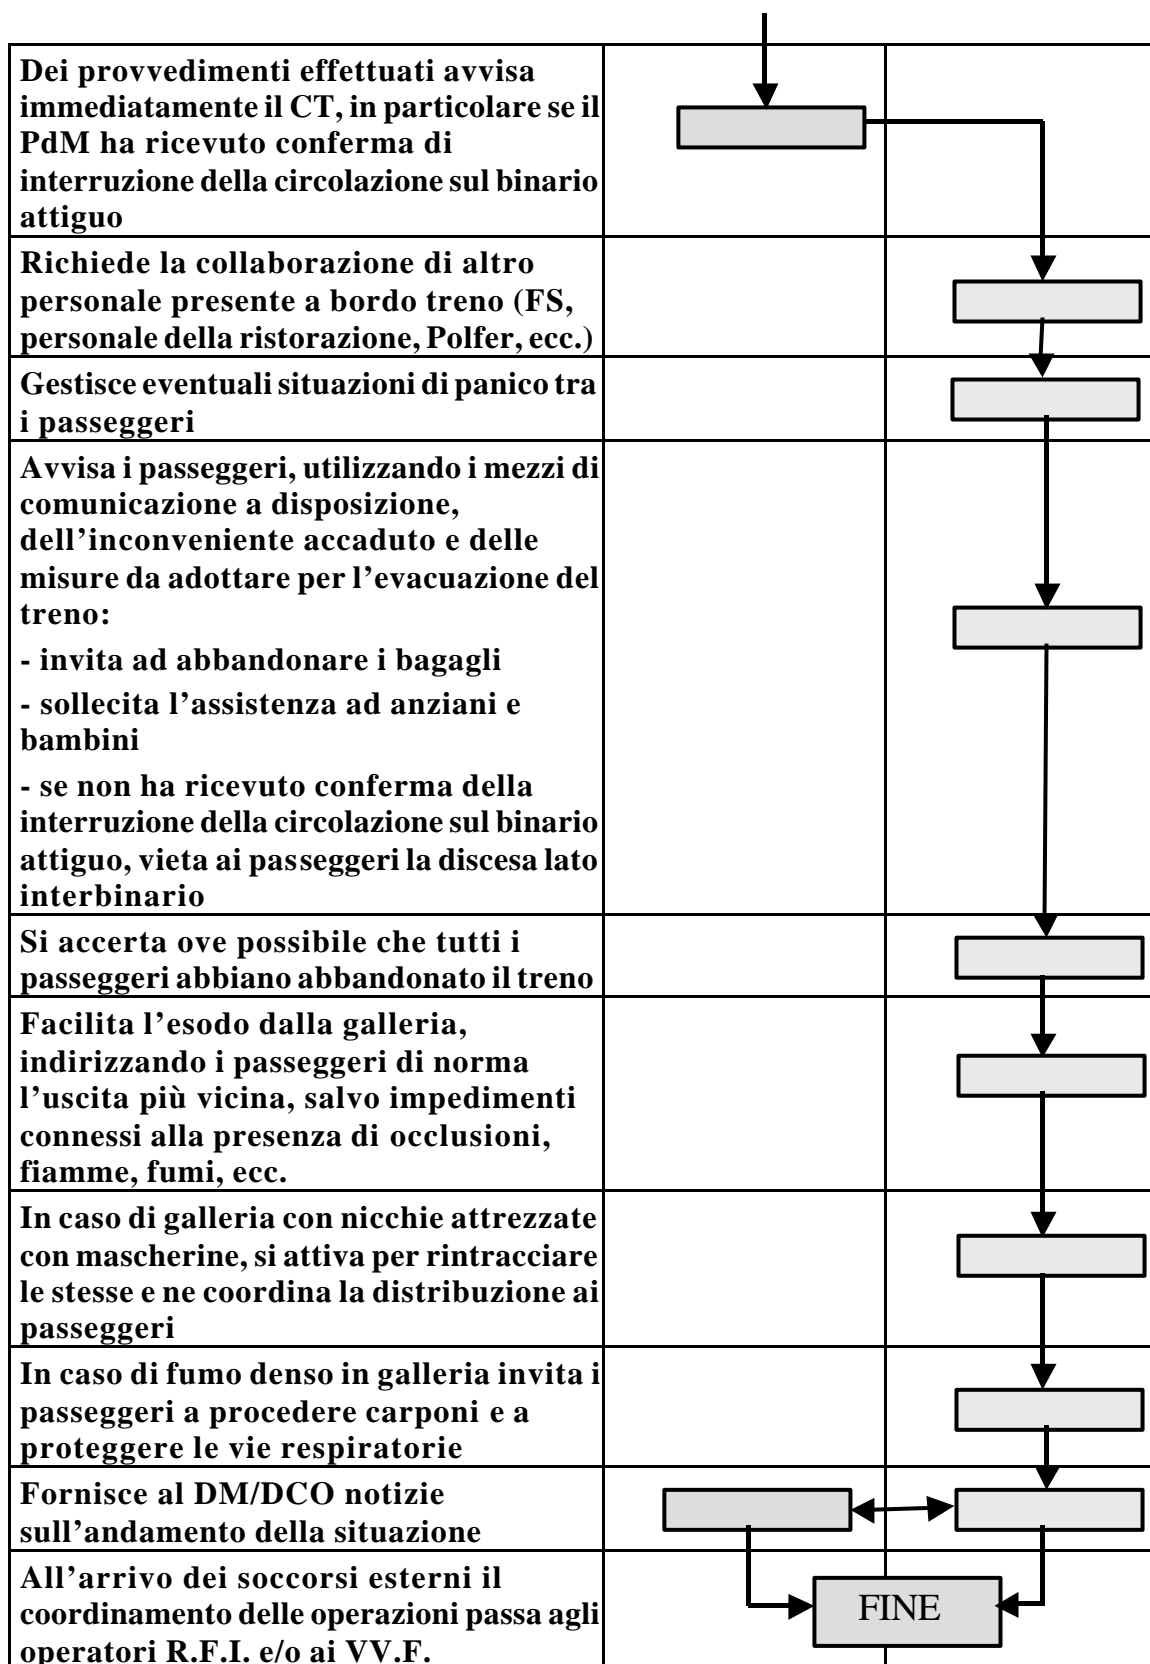 Dei provvedimenti effettuati avvisa
immediatamente il CT, in particolare se il
PdM ha ricevuto conferma di
interruzione della circolazione sul binario
attiguo
Richiede la collaborazione di altro
personale presente a bordo treno (FS,
personale della ristorazione, Polfer, ecc.)
Gestisce eventuali situazioni di panico tra
i passeggeri
Avvisa i passeggeri, utilizzando i mezzi di
comunicazione a disposizione,
dell’inconveniente accaduto e delle
misure da adottare per l’evacuazione del
treno:
- invita ad abbandonare i bagagli
- sollecita l’assistenza ad anziani e
bambini
- se non ha ricevuto conferma della
interruzione della circolazione sul binario
attiguo, vieta ai passeggeri la discesa lato
interbinario
Si accerta ove possibile che tutti i
passeggeri abbiano abbandonato il treno
Facilita l’esodo dalla galleria,
indirizzando i passeggeri di norma
l’uscita più vicina, salvo impedimenti
connessi alla presenza di occlusioni,
fiamme, fumi, ecc.
In caso di galleria con nicchie attrezzate
con mascherine, si attiva per rintracciare
le stesse e ne coordina la distribuzione ai
passeggeri
In caso di fumo denso in galleria invita i
passeggeri a procedere carponi e a
proteggere le vie respiratorie
Fornisce al DM/DCO notizie
sull’andamento della situazione
All’arrivo dei soccorsi esterni il
coordinamento delle operazioni passa agli
operatori R.F.I. e/o ai VV.F.
FINE